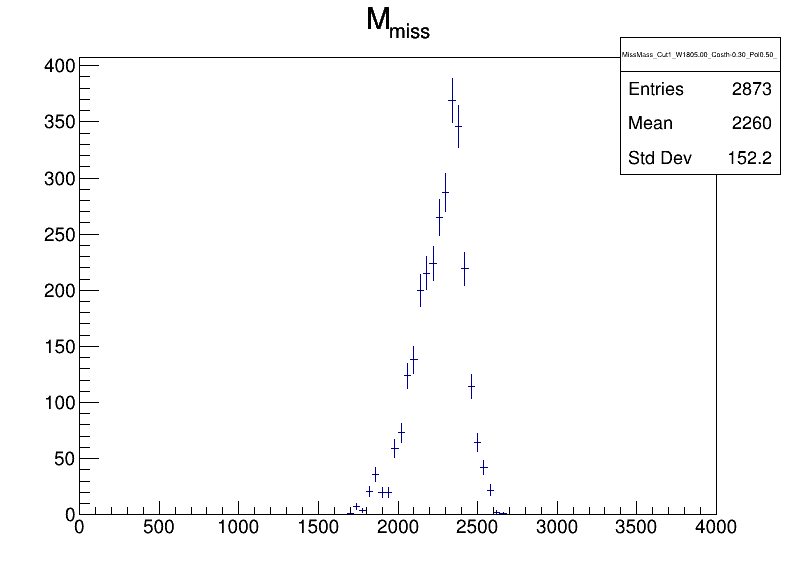 M_miss
MissMass_Cut1_W1805.00_Costh-0.30_Pol0.50_
Entries 2873
Mean 2260
Std Dev 152.2
400
350
300
250
200
150
100
50
0
0 500 1000 1500 2000 2500 3000 3500 4000